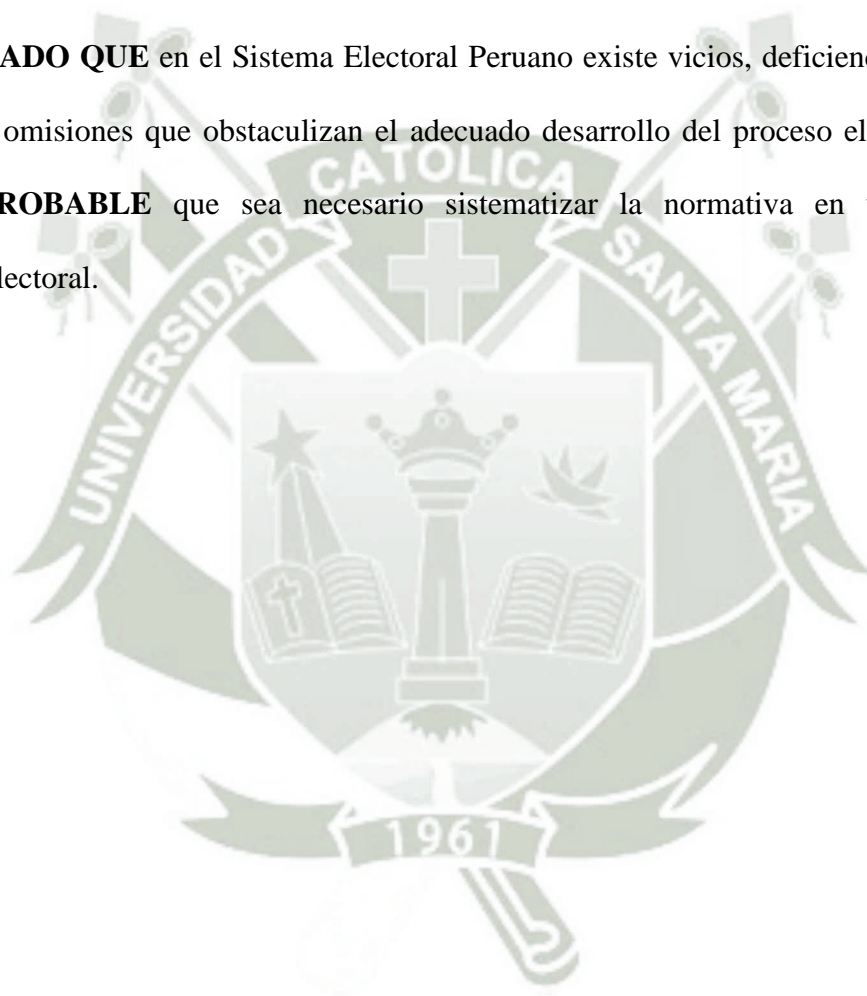 ADO QUE en el Sistema Electoral Peruano existe vicios, deficien
omisiones que obstaculizan el adecuado desarrollo del proceso el
ROBABLE que sea necesario sistematizar la normativa en
lectoral.
CATOLICA
UNIVERSIDAD
SANTA MARIA
1961